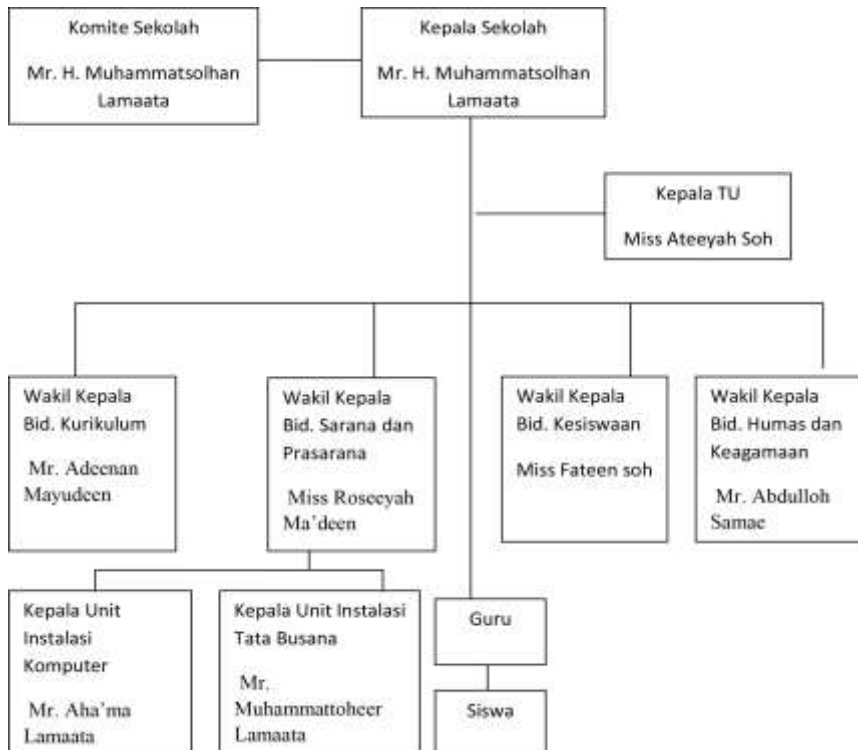 Komite Sekolah
Mr. H. Muhammatsolhan
Lamaata
Kepala Sekolah
Mr. H. Muhammatsolhan
Lamaata
Kepala TU
Miss Ateeyah Soh
Wakil Kepala
Bid. Kurikulum
Mr. Adeenan
Mayudeen
Wakil Kepala
Bid. Sarana dan
Prasarana
Miss Roseeyah
Ma’deen
Wakil Kepala
Bid. Kesiswaan
Miss Fateen soh
Wakil Kepala
Bid. Humas dan
Keagamaan
Mr. Abdulloh
Samae
Kepala Unit
Instalasi
Komputer
Mr. Aha’ma
Lamaata
Kepala Unit Instalasi
Tata Busana
Mr.
Muhammattoheer
Lamaata
Guru
Siswa